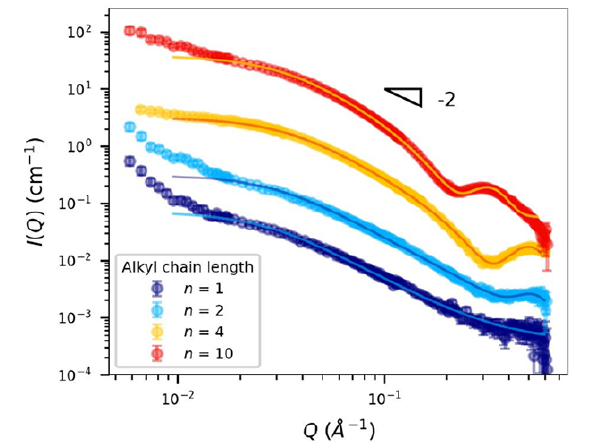 10²
10¹
10⁰
10⁻¹
10⁻²
10⁻³
10⁻⁴
I(Q) (cm⁻¹)
-2
Alkyl chain length
n = 1
n = 2
n = 4
n = 10
10⁻²
10⁻¹
Q (Å⁻¹)